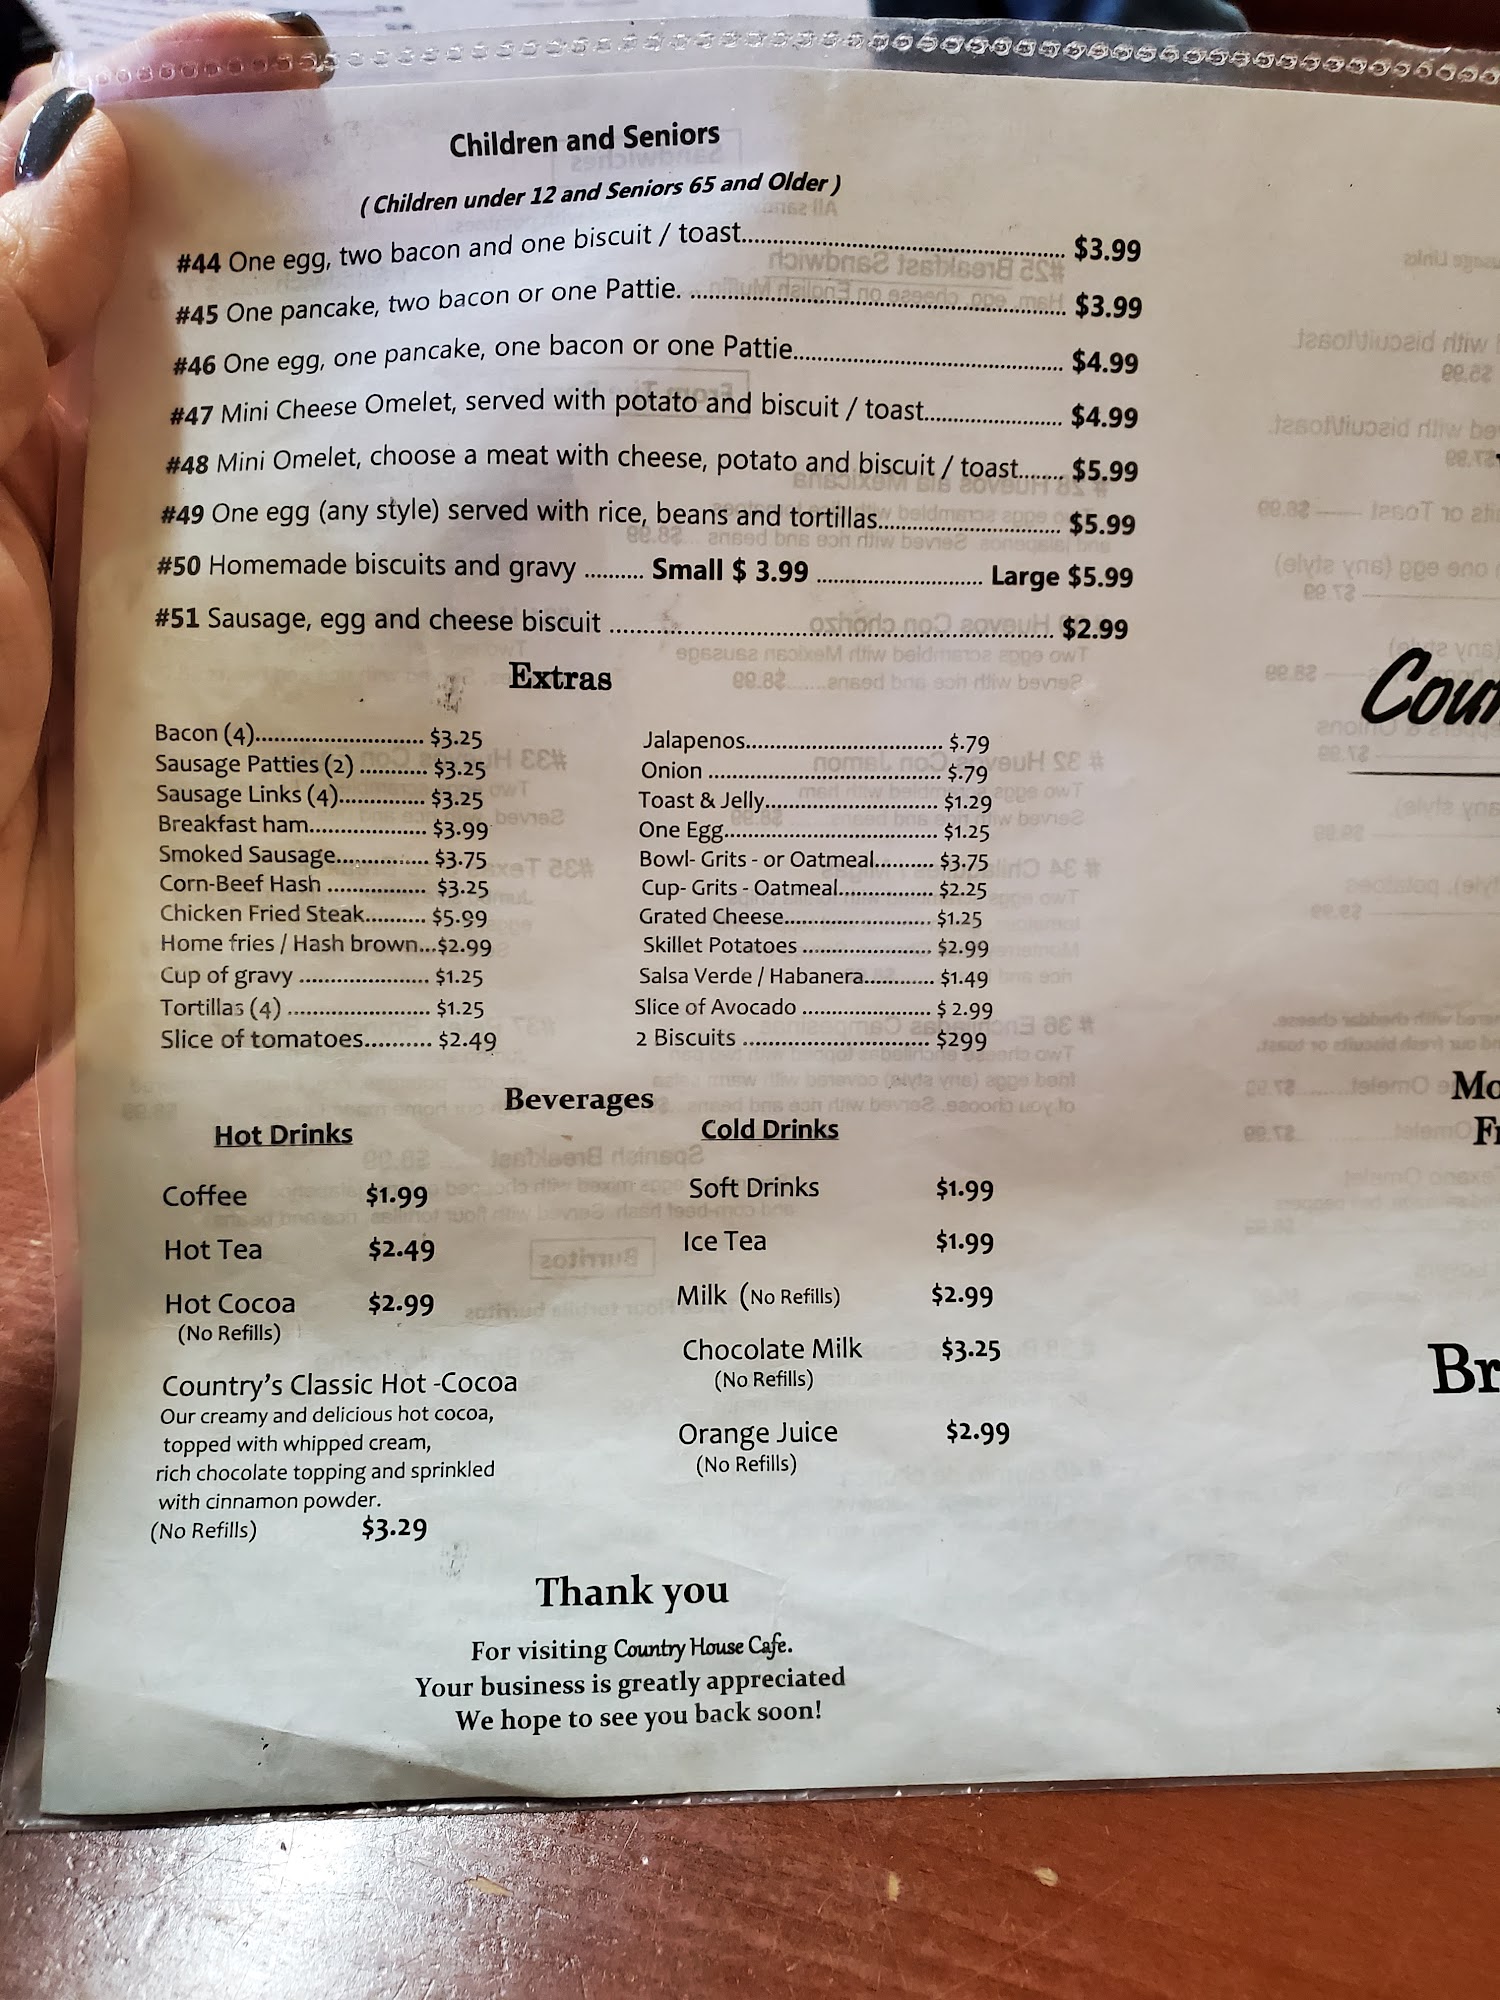 Children and Seniors
( Children under 12 and Seniors 65 and Older )
#44 One egg, two bacon and one biscuit / toast.......... $3.99
#45 One pancake, two bacon or one Pattie. .......... $3.99
#46 One egg, one pancake, one bacon or one Pattie.......... $4.99
#47 Mini Cheese Omelet, served with potato and biscuit / toast.......... $4.99
#48 Mini Omelet, choose a meat with cheese, potato and biscuit / toast........ $5.99
#49 One egg (any style) served with rice, beans and tortillas.......... $5.99
#50 Homemade biscuits and gravy .......... Small $ 3.99 .......... Large $5.99
#51 Sausage, egg and cheese biscuit .......... $2.99
Extras
Bacon (4).......... $3.25
Sausage Patties (2) .......... $3.25
Sausage Links (4).......... $3.25
Breakfast ham.......... $3.99
Smoked Sausage.......... $3.75
Corn-Beef Hash .......... $3.25
Chicken Fried Steak.......... $5.99
Home fries / Hash brown...$2.99
Cup of gravy .......... $1.25
Tortillas (4) .......... $1.25
Slice of tomatoes.......... $2.49
Jalapenos.......... $.79
Onion .......... $.79
Toast & Jelly.......... $1.29
One Egg.......... $1.25
Bowl- Grits - or Oatmeal.......... $3.75
Cup- Grits - Oatmeal.......... $2.25
Grated Cheese.......... $1.25
Skillet Potatoes .......... $2.99
Salsa Verde / Habanera.......... $1.49
Slice of Avocado .......... $ 2.99
2 Biscuits .......... $299
Beverages
Hot Drinks
Coffee $1.99
Hot Tea $2.49
Hot Cocoa $2.99
(No Refills)
Country's Classic Hot -Cocoa
Our creamy and delicious hot cocoa,
topped with whipped cream,
rich chocolate topping and sprinkled
with cinnamon powder.
(No Refills) $3.29
Cold Drinks
Soft Drinks $1.99
Ice Tea $1.99
Milk (No Refills) $2.99
Chocolate Milk $3.25
(No Refills)
Orange Juice $2.99
(No Refills)
Thank you
For visiting Country House Cafe.
Your business is greatly appreciated
We hope to see you back soon!